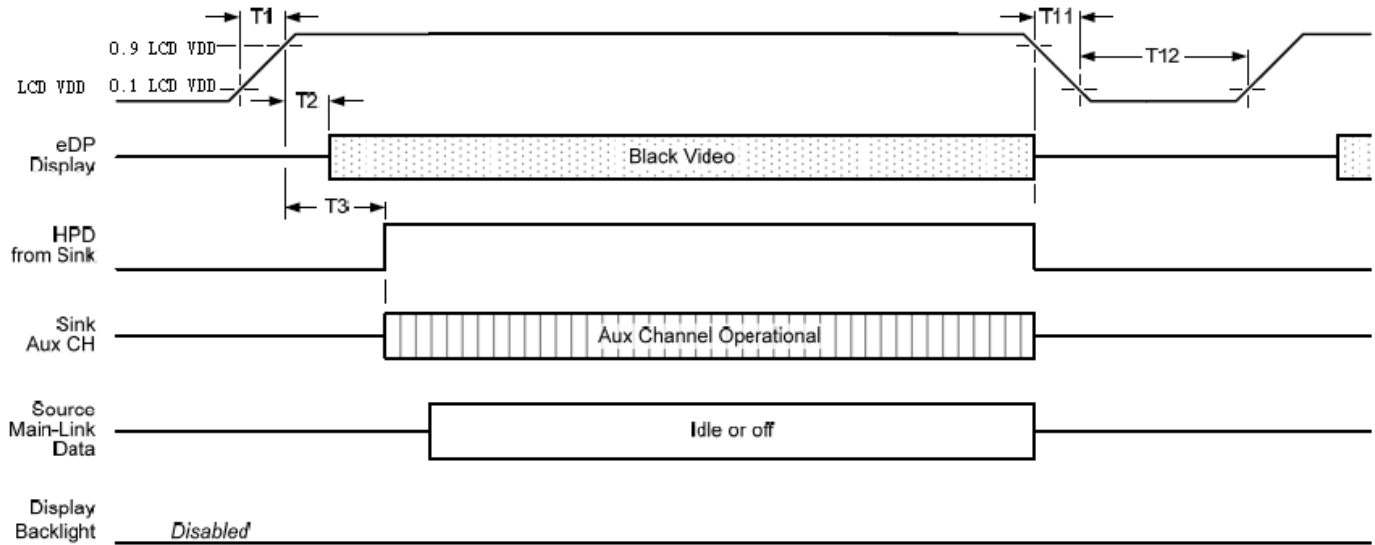 T1
T11
0.9 LCD VDD
T12
LCD VDD 0.1 LCD VDD
T2
eDP
Display
Black Video
T3
HPD
from Sink
Sink
Aux CH
Aux Channel Operational
Source
Main-Link
Data
Idle or off
Display
Backlight
Disabled